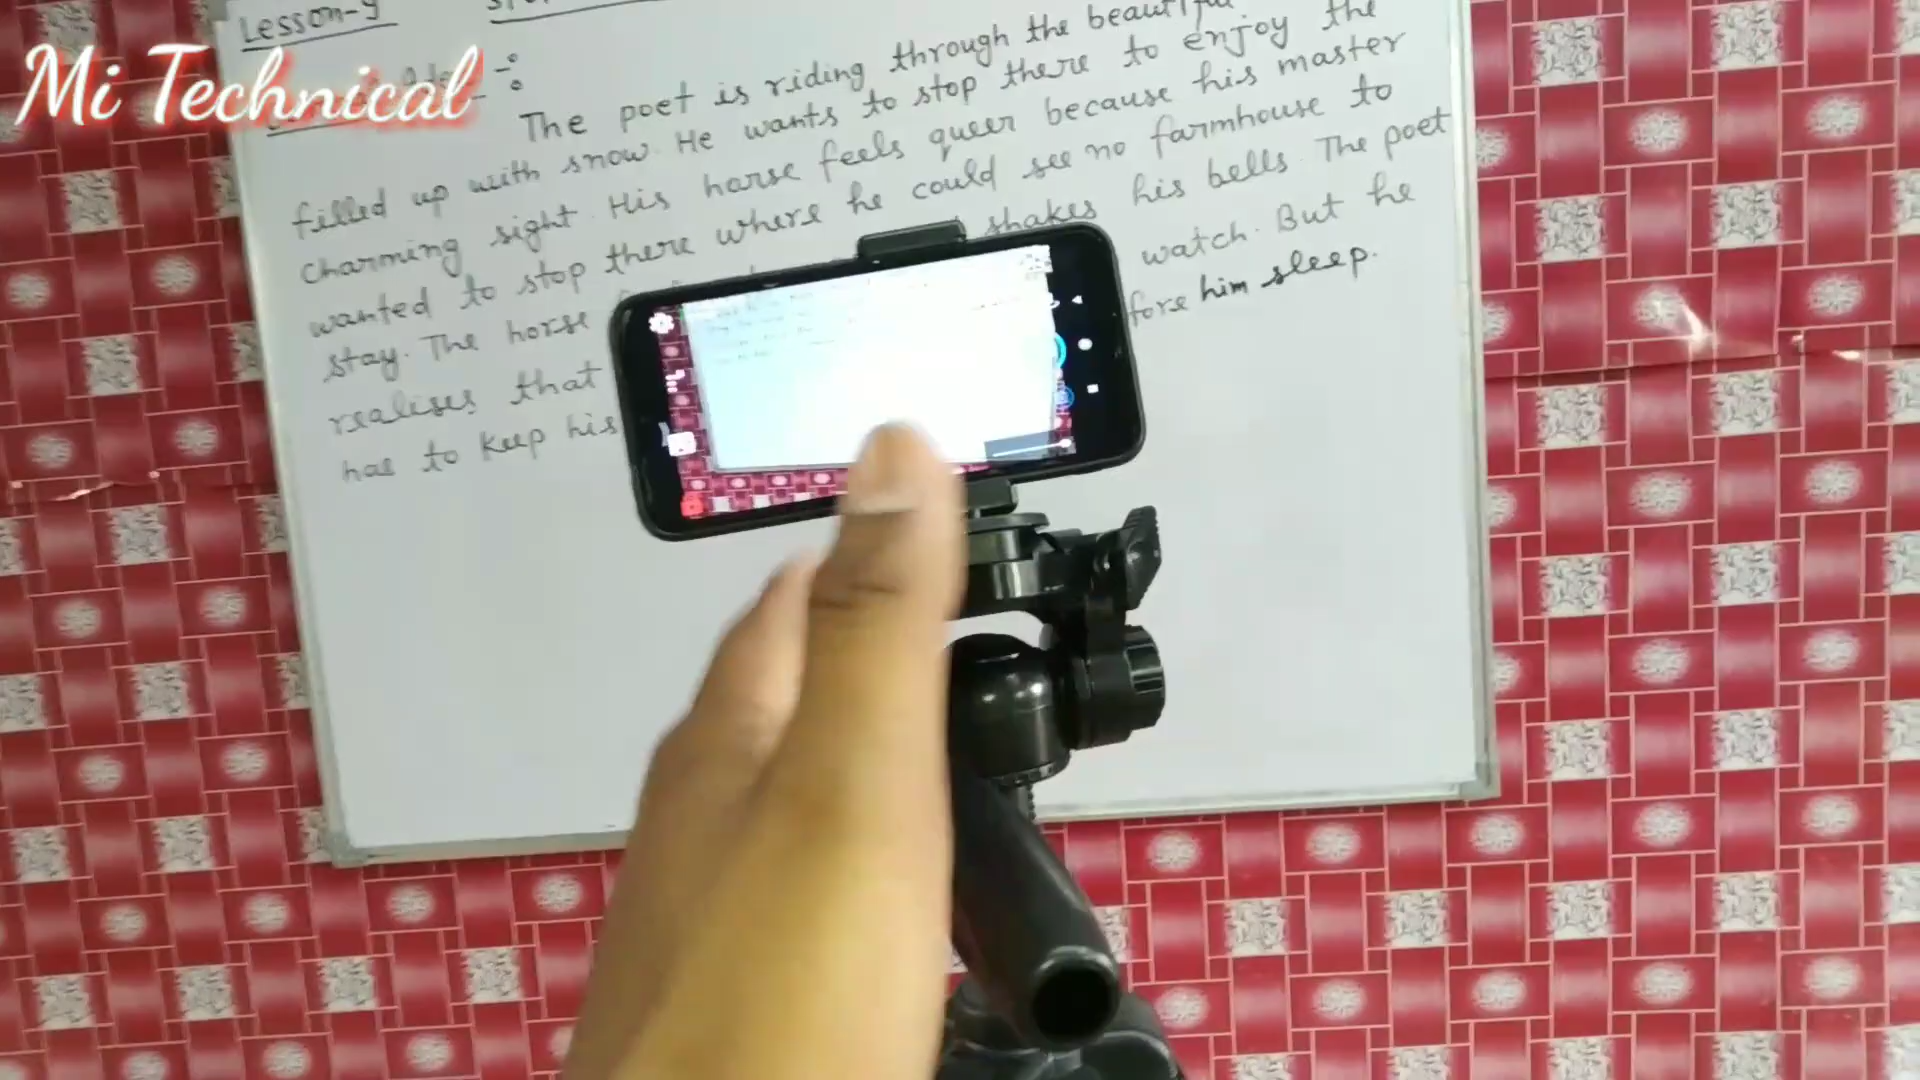 Lesson-9
Mi Technical
The poet is riding through the beautiful
filled up with snow. He wants to stop there to enjoy the
charming sight. His horse feels queer because his master
wanted to stop there where he could see no farmhouse to
stay. The horse shakes his bells. The poet
realises that watch. But he
has to keep his fore him sleep.